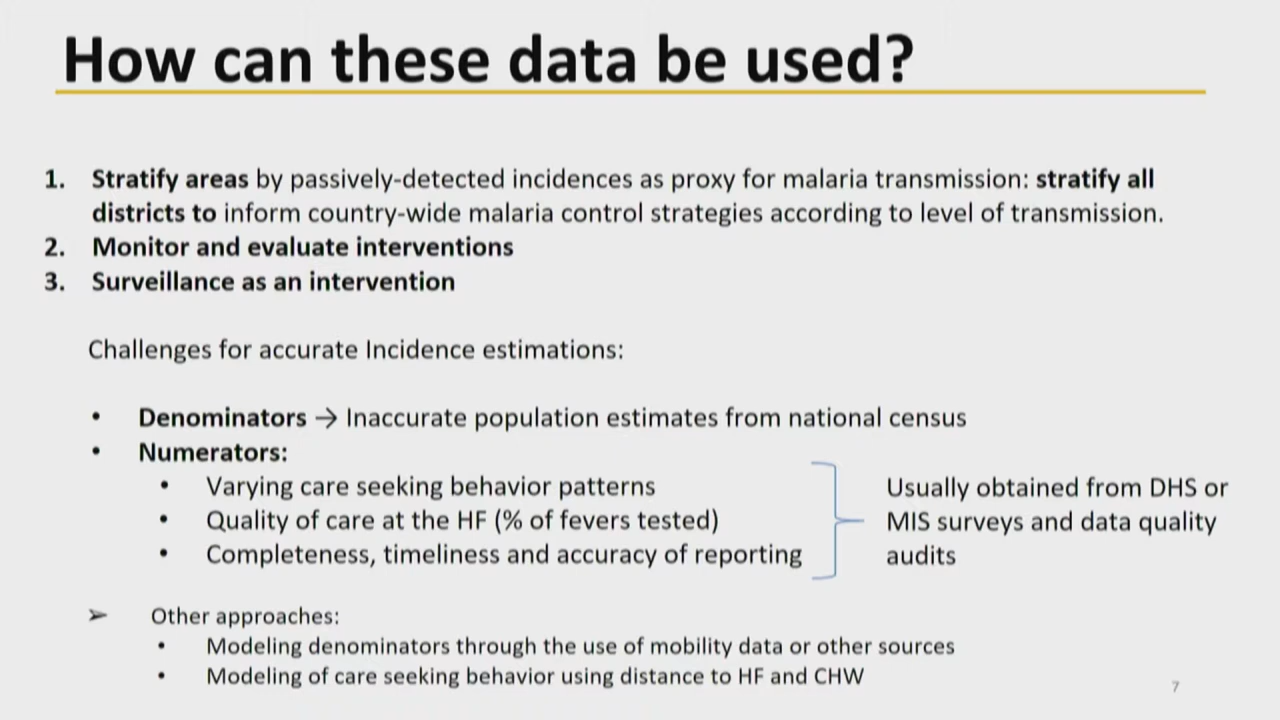 How can these data be used?
1. Stratify areas by passively-detected incidences as proxy for malaria transmission: stratify all
districts to inform country-wide malaria control strategies according to level of transmission.
2. Monitor and evaluate interventions
3. Surveillance as an intervention
Challenges for accurate Incidence estimations:
• Denominators → Inaccurate population estimates from national census
• Numerators:
• Varying care seeking behavior patterns
• Quality of care at the HF (% of fevers tested)
• Completeness, timeliness and accuracy of reporting
Usually obtained from DHS or
MIS surveys and data quality
audits
➢ Other approaches:
• Modeling denominators through the use of mobility data or other sources
• Modeling of care seeking behavior using distance to HF and CHW
7